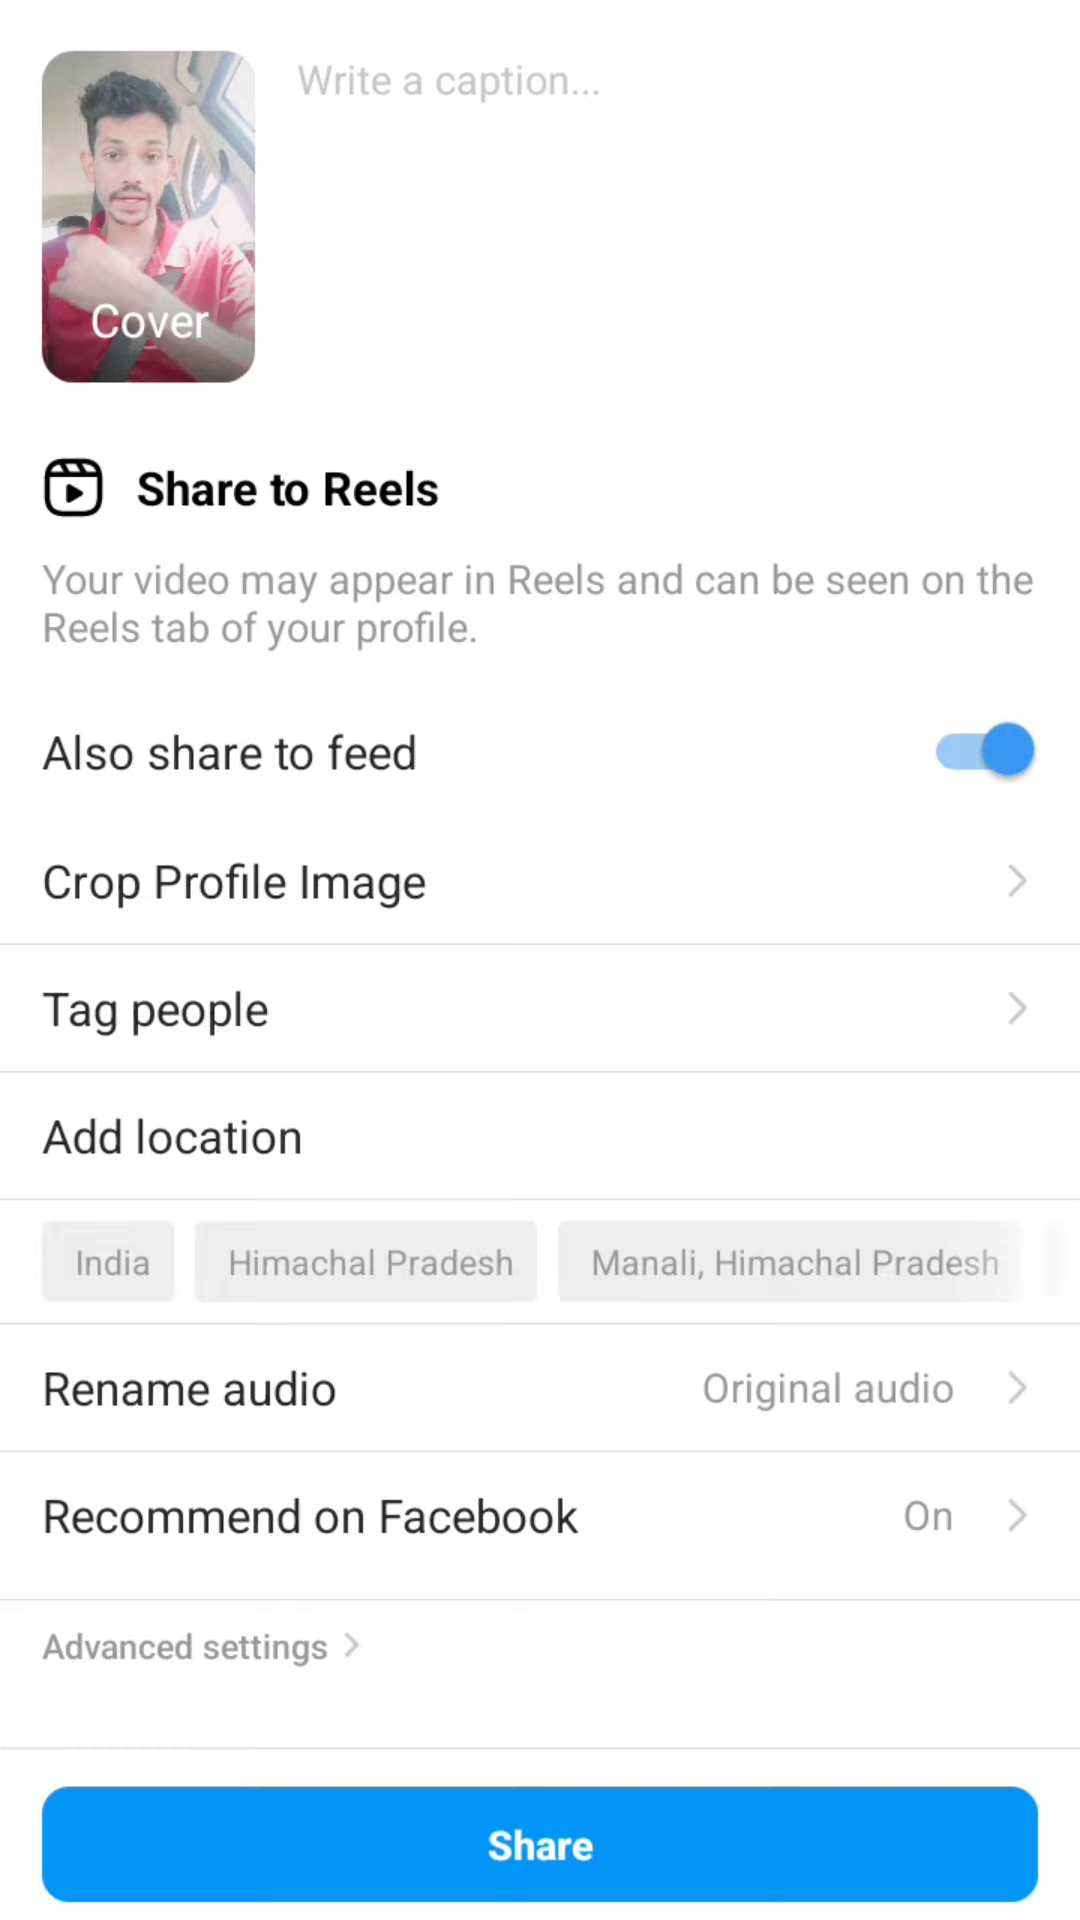 Write a caption...
Cover
Share to Reels
Your video may appear in Reels and can be seen on the
Reels tab of your profile.
Also share to feed
Crop Profile Image
Tag people
Add location
India
Himachal Pradesh
Manali, Himachal Pradesh
Rename audio
Original audio
Recommend on Facebook
On
Advanced settings
Share